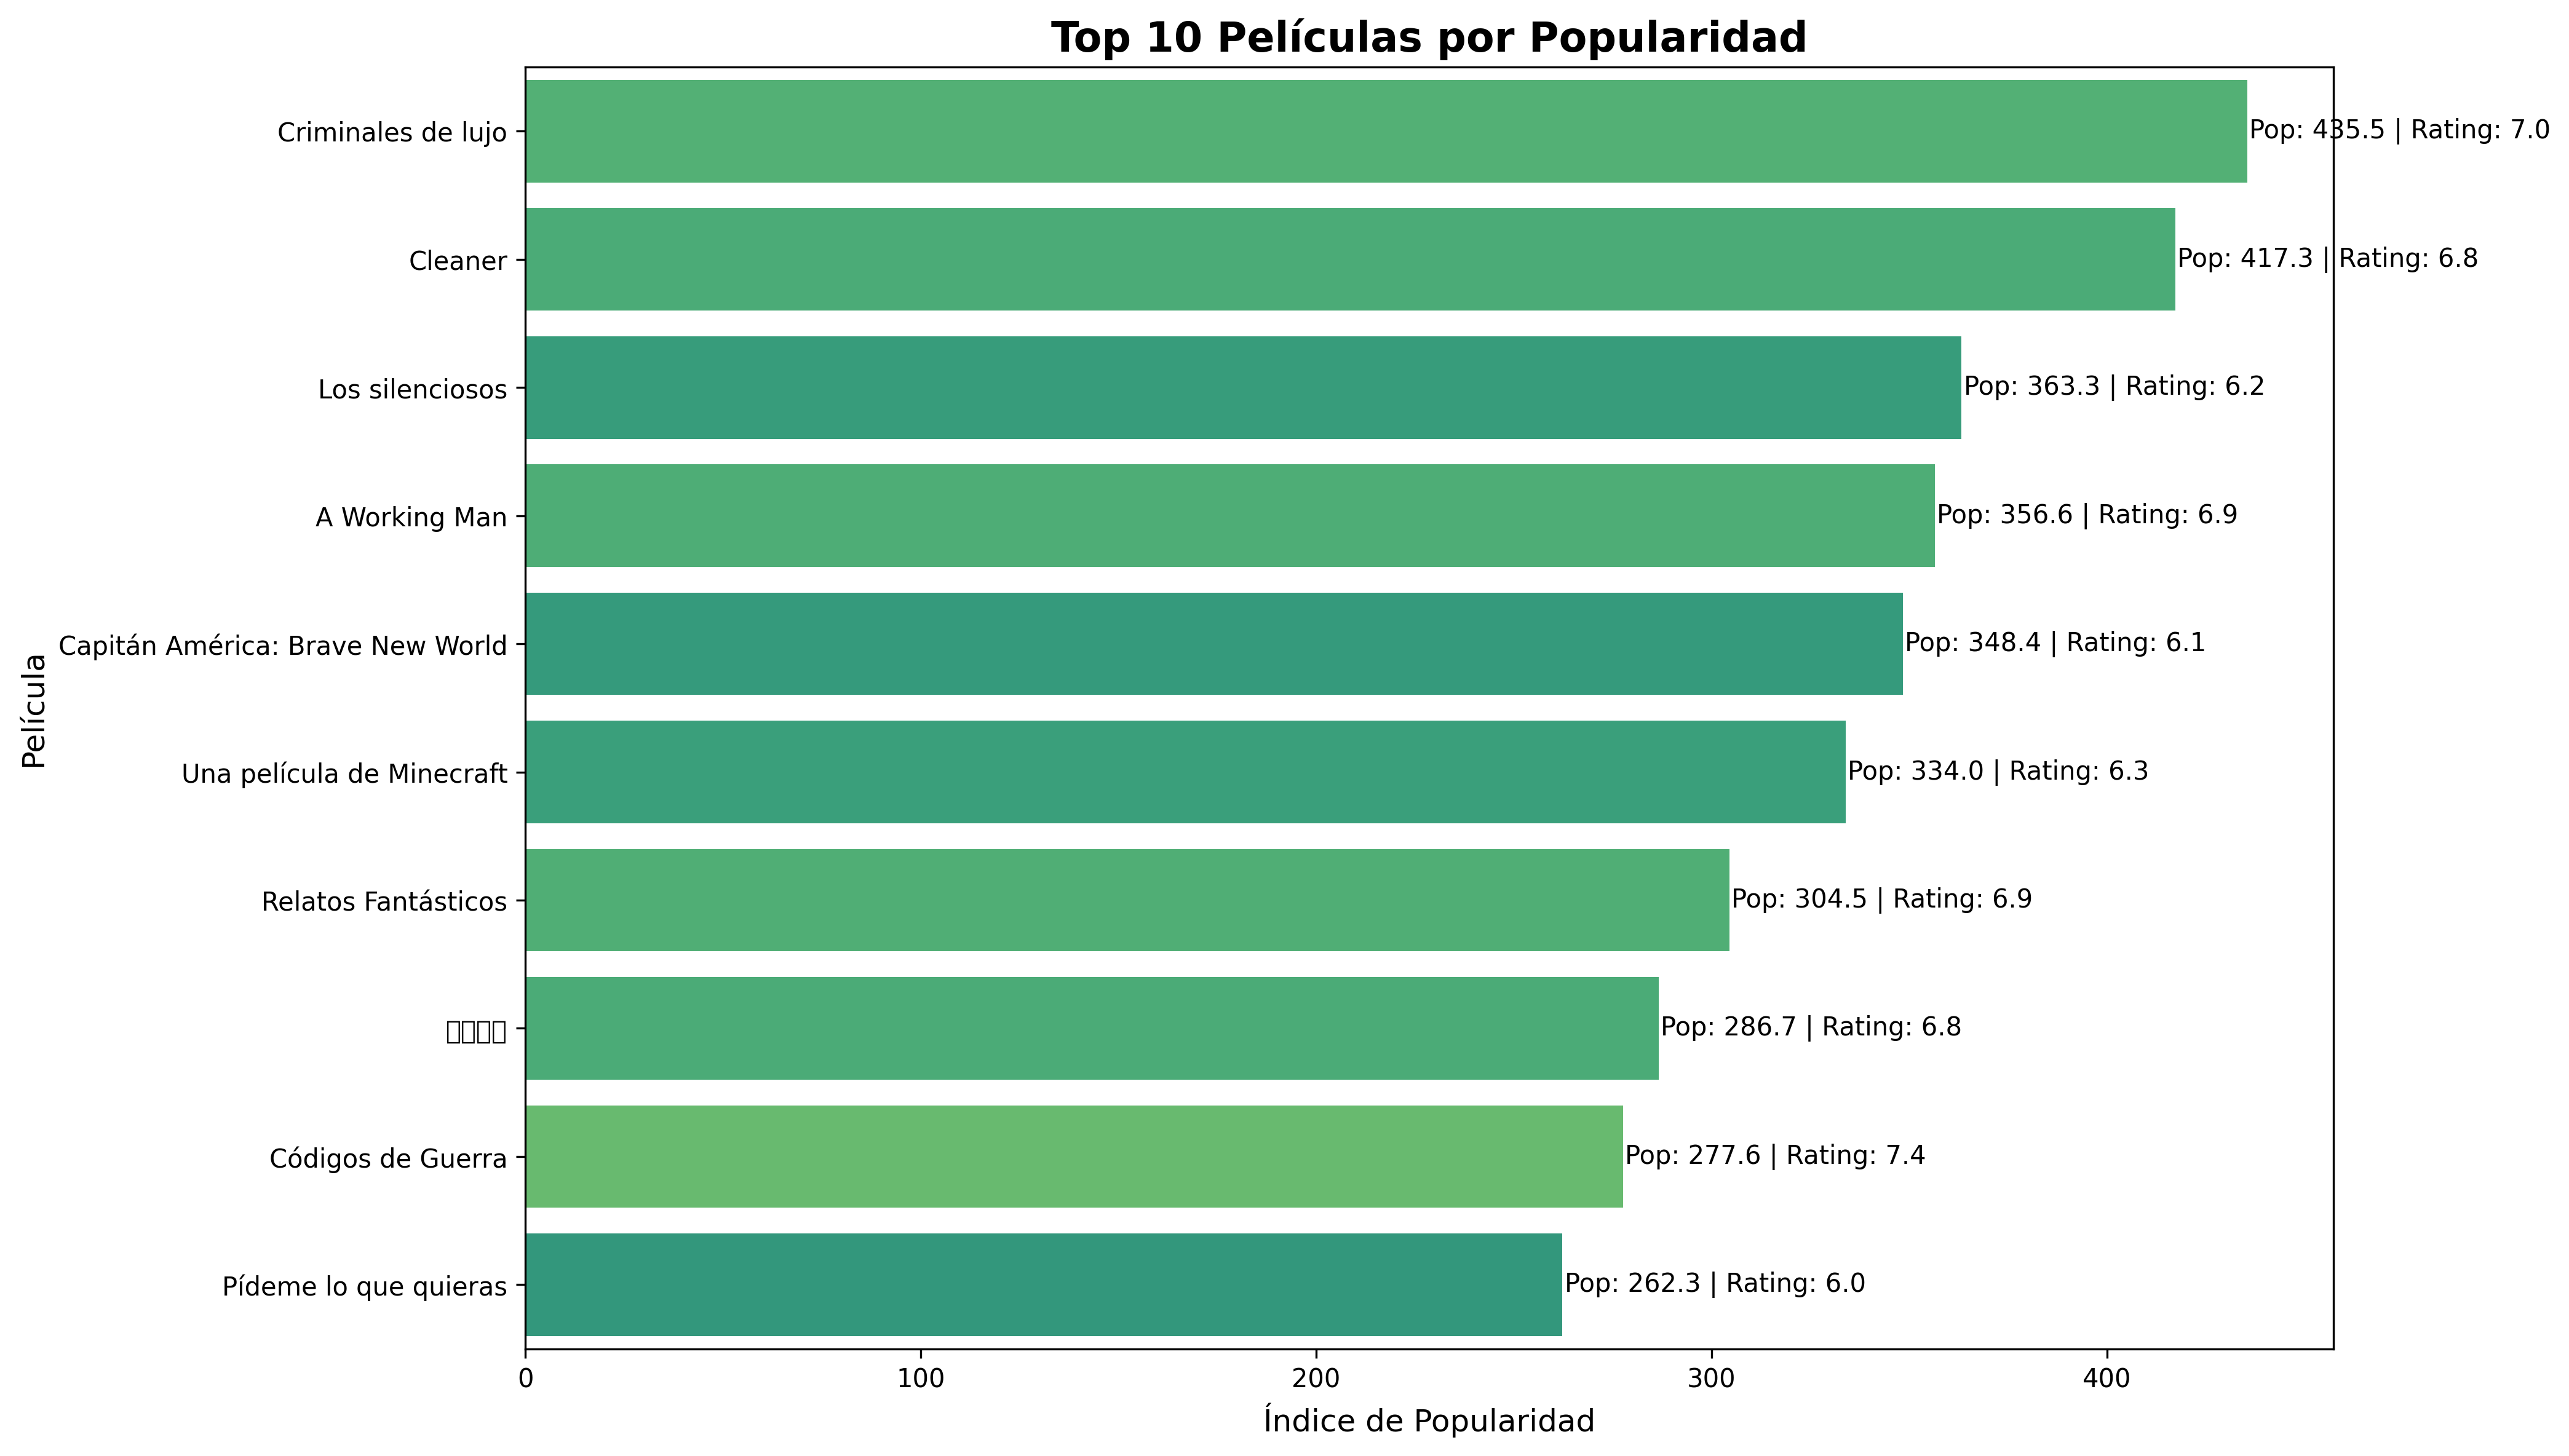 Top 10 Películas por Popularidad
Criminales de lujo
Pop: 435.5 | Rating: 7.0
Cleaner
Pop: 417.3 | Rating: 6.8
Los silenciosos
Pop: 363.3 | Rating: 6.2
A Working Man
Pop: 356.6 | Rating: 6.9
Capitán América: Brave New World
Pop: 348.4 | Rating: 6.1
Una película de Minecraft
Pop: 334.0 | Rating: 6.3
Relatos Fantásticos
Pop: 304.5 | Rating: 6.9
Pop: 286.7 | Rating: 6.8
Códigos de Guerra
Pop: 277.6 | Rating: 7.4
Pídeme lo que quieras
Pop: 262.3 | Rating: 6.0
Película
0 100 200 300 400
Índice de Popularidad